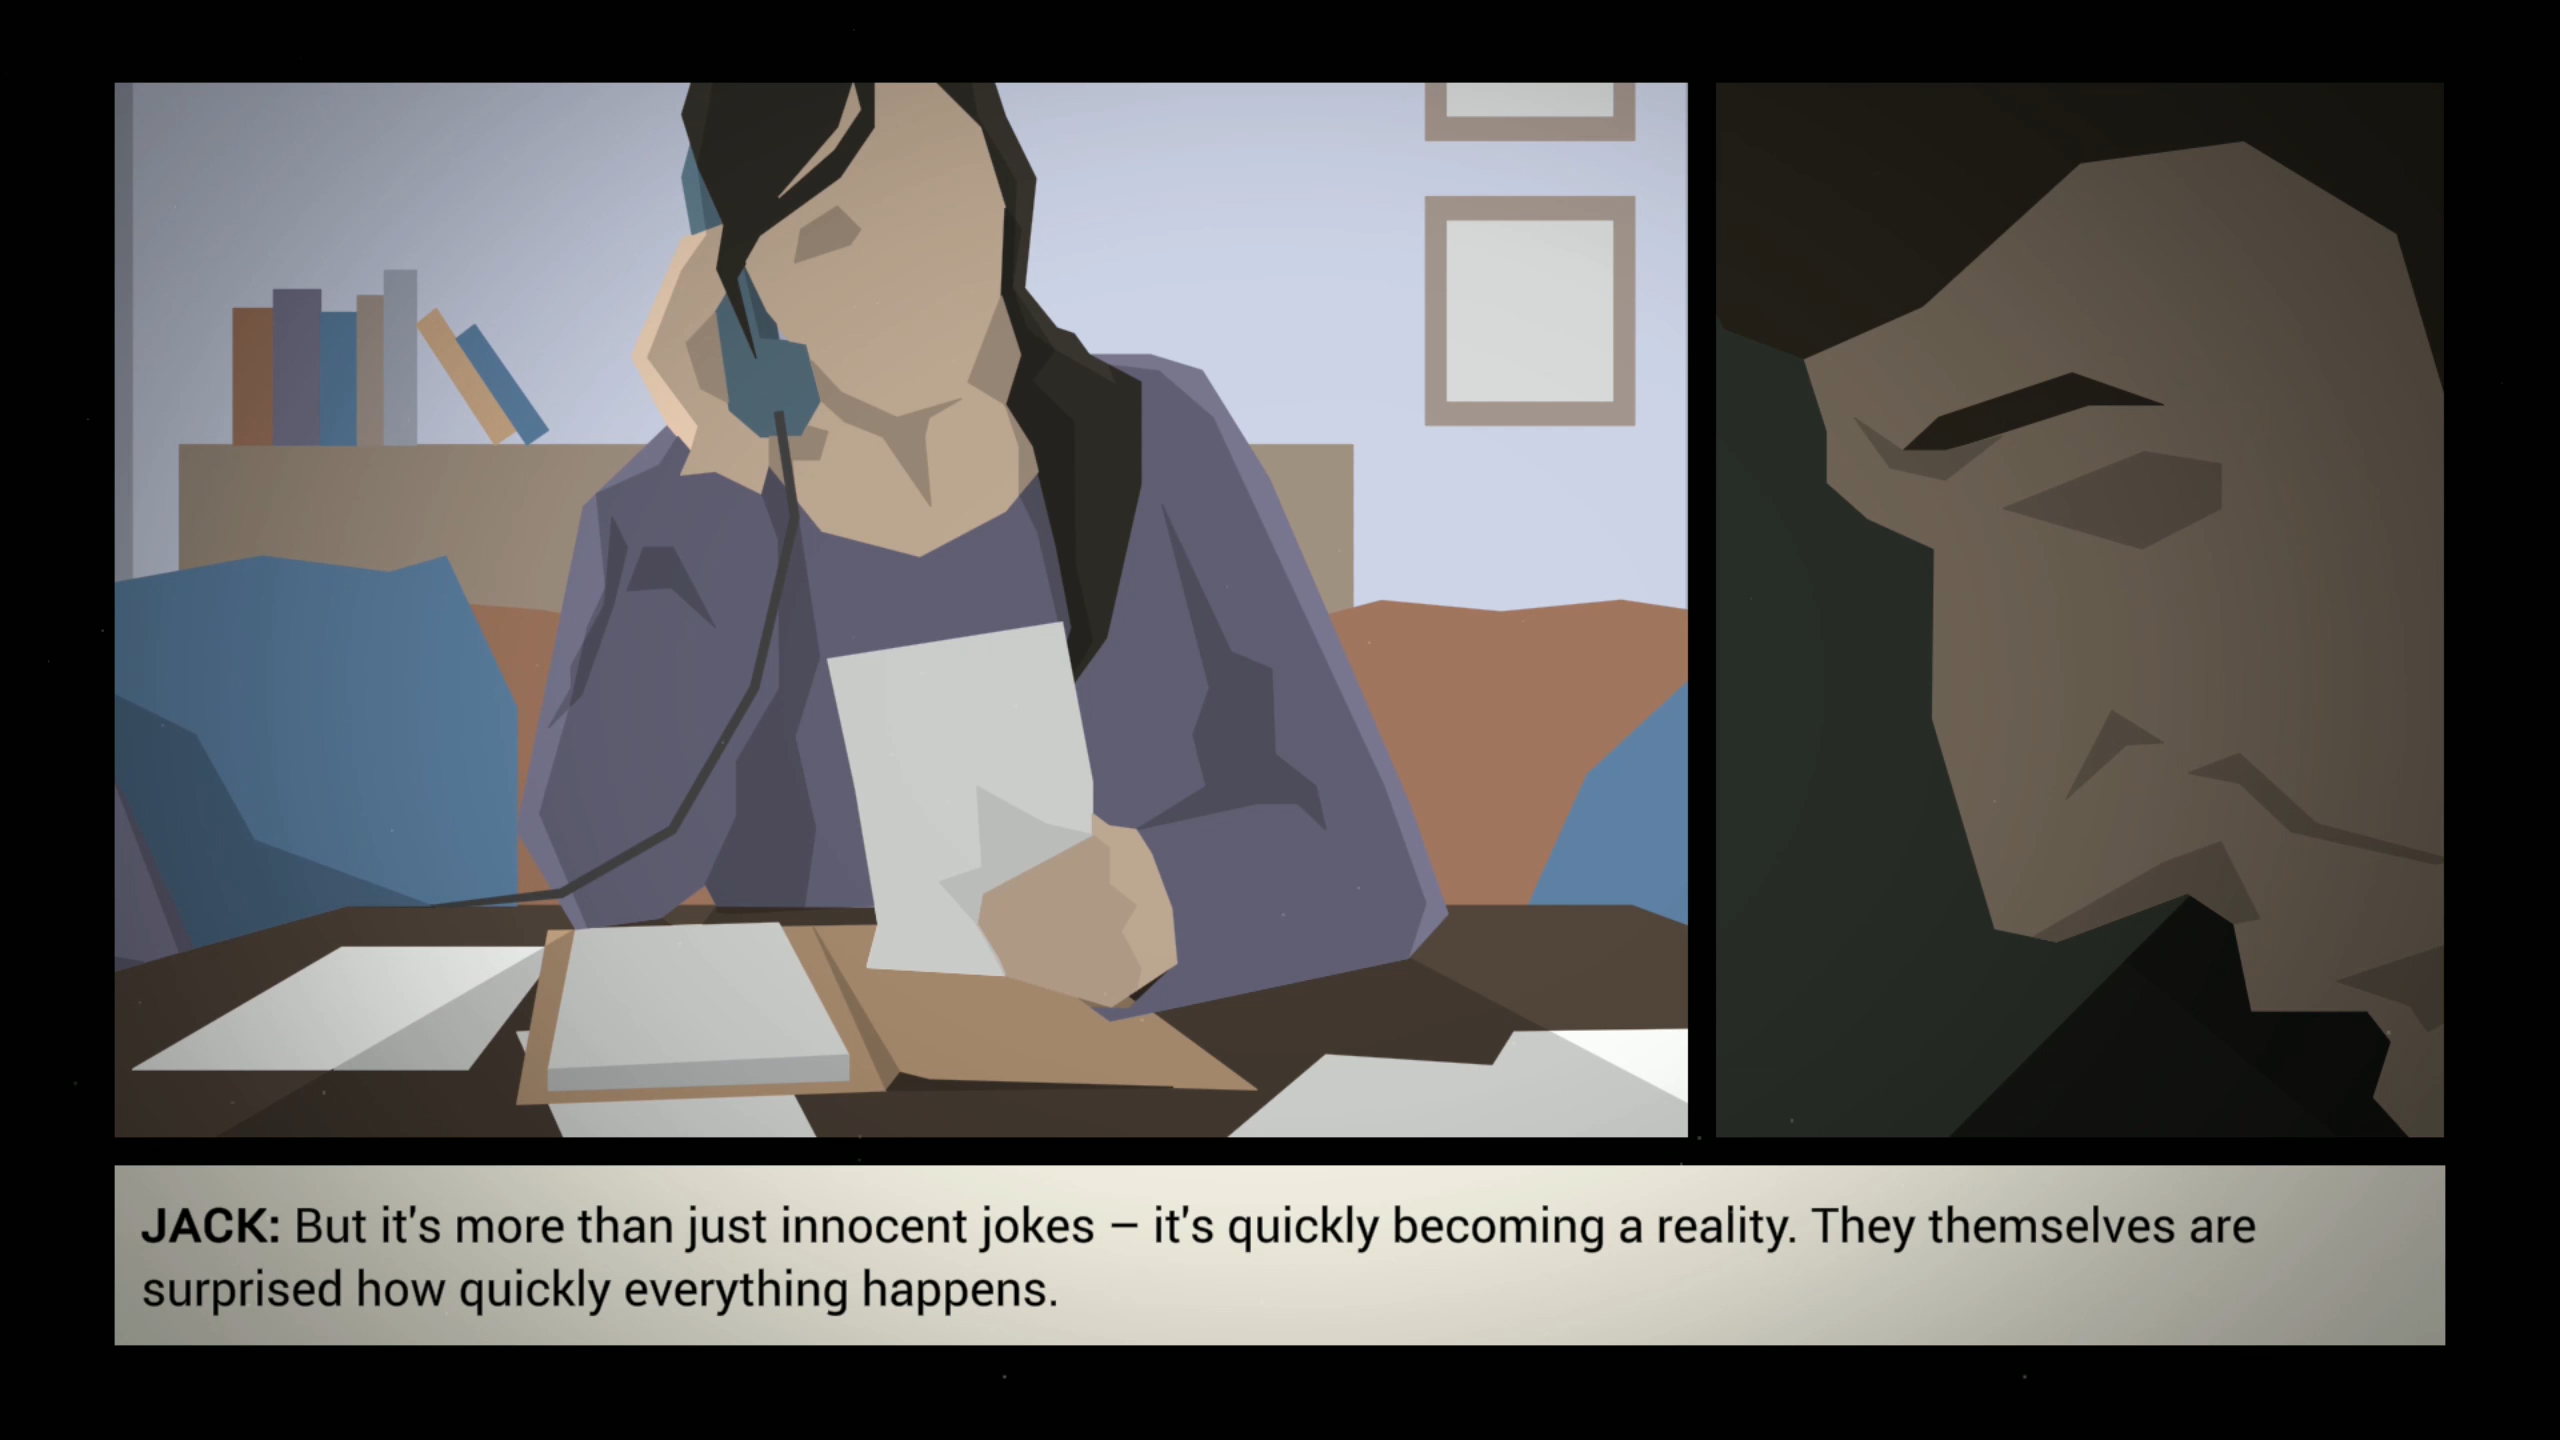 JACK: But it's more than just innocent jokes – it's quickly becoming a reality. They themselves are
surprised how quickly everything happens.